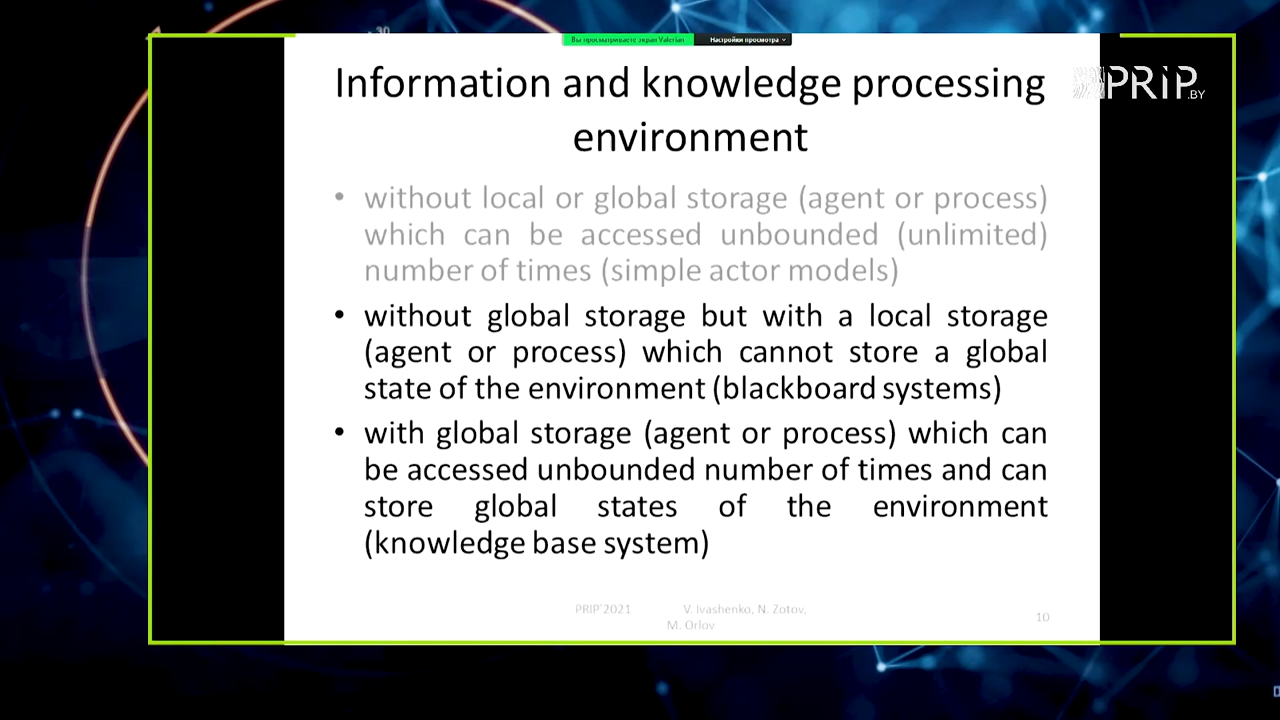 30
Вы просматриваете экран Valerian Настройки просмотра
Information and knowledge processing
environment
PRIP.BY
• without local or global storage (agent or process)
which can be accessed unbounded (unlimited)
number of times (simple actor models)
• without global storage but with a local storage
(agent or process) which cannot store a global
state of the environment (blackboard systems)
• with global storage (agent or process) which can
be accessed unbounded number of times and can
store global states of the environment
(knowledge base system)
PRIP`2021 V. Ivashenko, N. Zotov,
M. Orlov
10